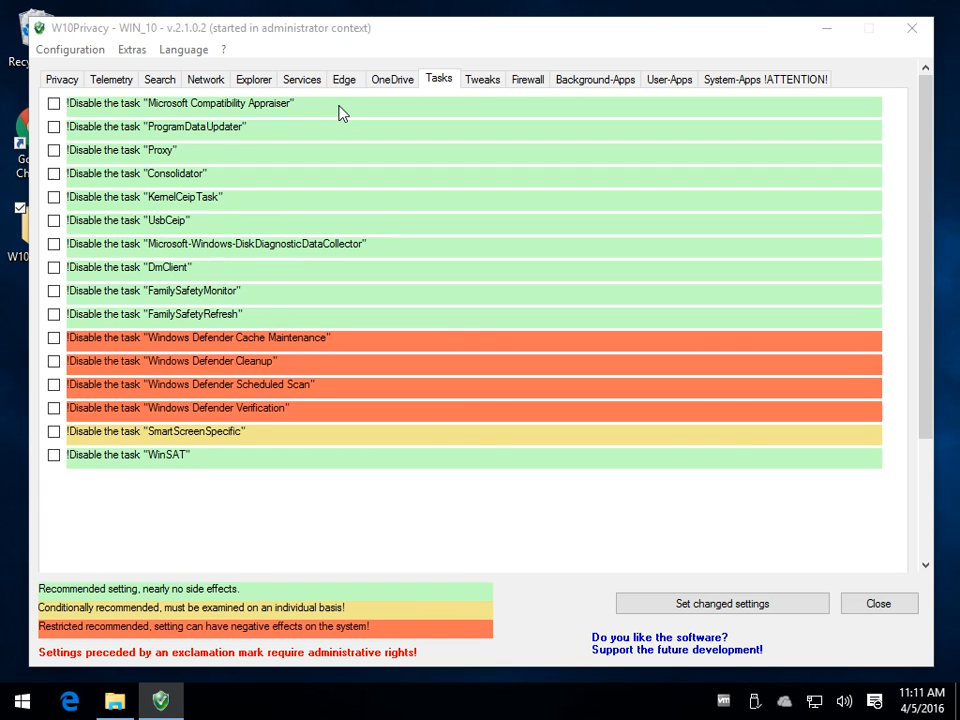 Recy
W10Privacy - WIN_10 - v.2.1.0.2 (started in administrator context)
Configuration Extras Language ?
Privacy Telemetry Search Network Explorer Services Edge OneDrive Tasks Tweaks Firewall Background-Apps User-Apps System-Apps !ATTENTION!
!Disable the task "Microsoft Compatibility Appraiser"
!Disable the task "ProgramDataUpdater"
!Disable the task "Proxy"
Go
Ch
!Disable the task "Consolidator"
!Disable the task "KernelCeipTask"
!Disable the task "UsbCeip"
!Disable the task "Microsoft-Windows-DiskDiagnosticDataCollector"
W10
!Disable the task "DmClient"
!Disable the task "FamilySafetyMonitor"
!Disable the task "FamilySafetyRefresh"
!Disable the task "Windows Defender Cache Maintenance"
!Disable the task "Windows Defender Cleanup"
!Disable the task "Windows Defender Scheduled Scan"
!Disable the task "Windows Defender Verification"
!Disable the task "SmartScreenSpecific"
!Disable the task "WinSAT"
Recommended setting, nearly no side effects.
Conditionally recommended, must be examined on an individual basis!
Restricted recommended, setting can have negative effects on the system!
Settings preceded by an exclamation mark require administrative rights!
Set changed settings Close
Do you like the software?
Support the future development!
vm
11:11 AM
4/5/2016